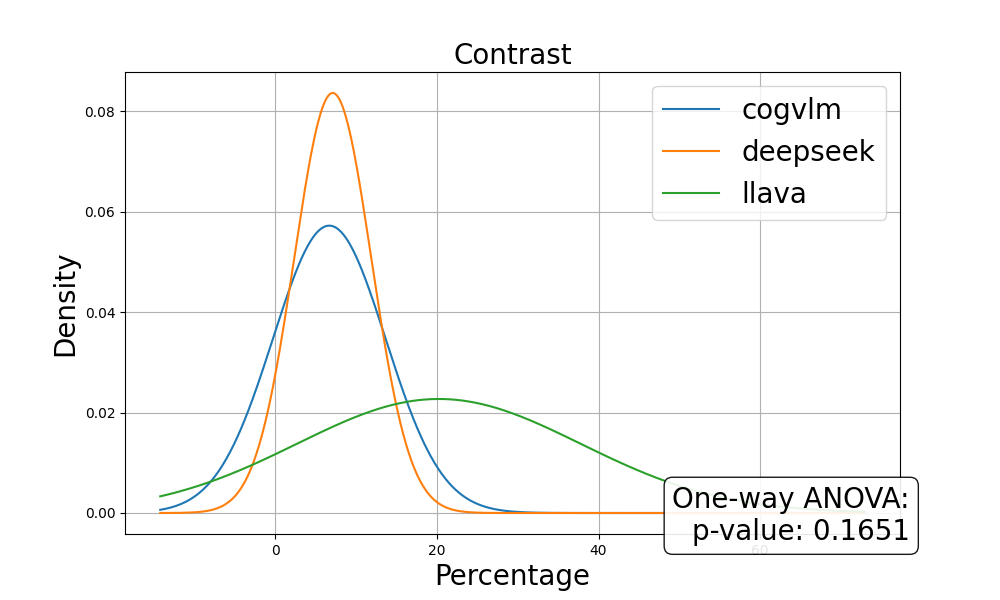 Contrast
cogvlm
deepseek
llava
Density
0.08
0.06
0.04
0.02
0.00
0
20
40
60
One-way ANOVA:
p-value: 0.1651
Percentage